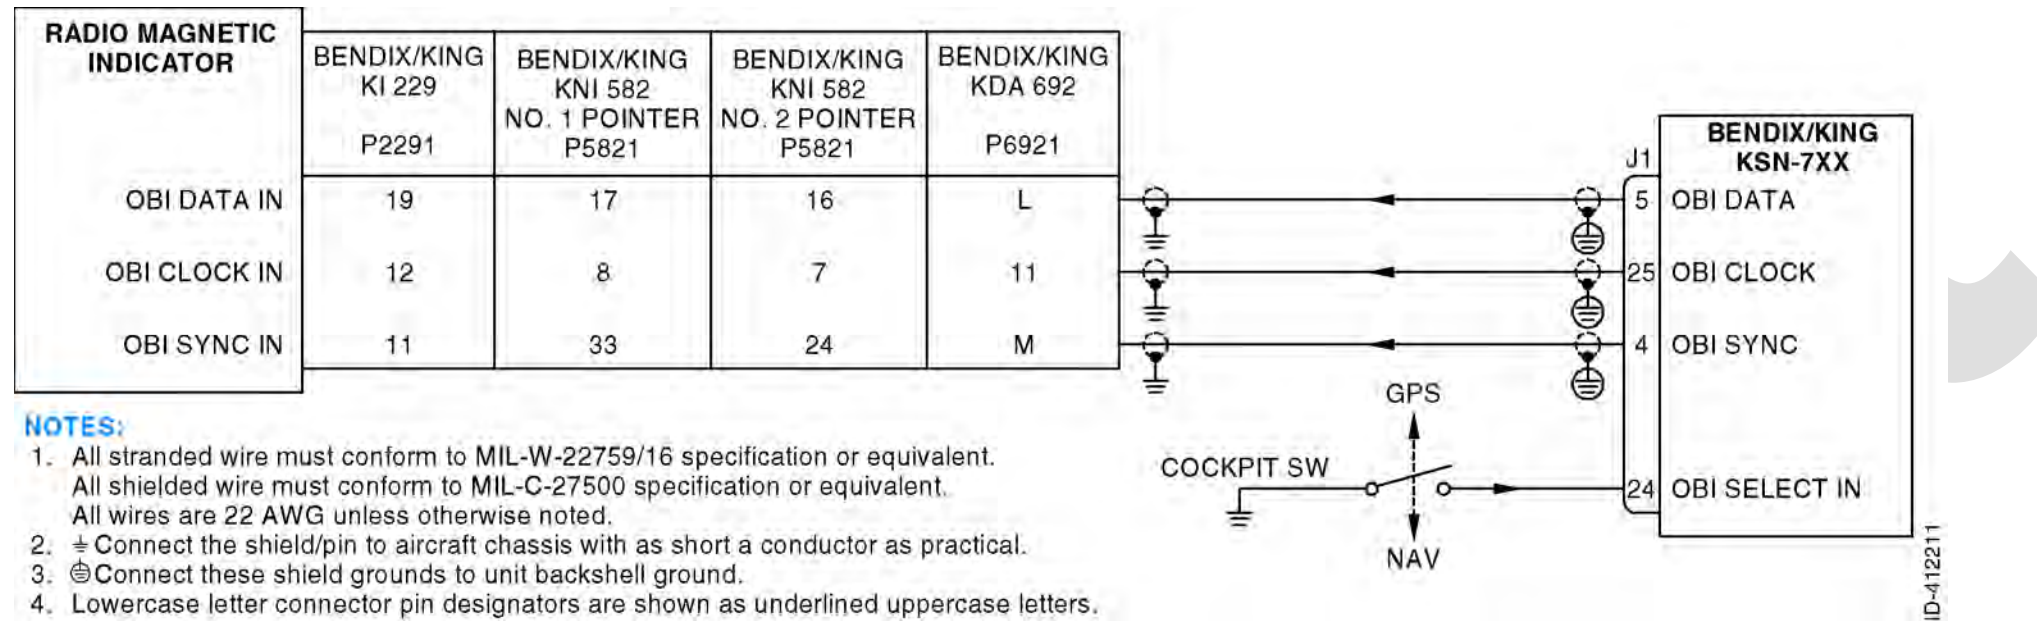 RADIO MAGNETIC
INDICATOR
BENDIX/KING
KI 229
P2291
BENDIX/KING
KNI 582
NO. 1 POINTER
P5821
BENDIX/KING
KNI 582
NO. 2 POINTER
P5821
BENDIX/KING
KDA 692
P6921
J1
BENDIX/KING
KSN-7XX
OBI DATA IN 19 17 16 L 5 OBI DATA
OBI CLOCK IN 12 8 7 11 25 OBI CLOCK
OBI SYNC IN 11 33 24 M 4 OBI SYNC
GPS
COCKPIT SW
24 OBI SELECT IN
NAV
NOTES:
1. All stranded wire must conform to MIL-W-22759/16 specification or equivalent.
All shielded wire must conform to MIL-C-27500 specification or equivalent.
All wires are 22 AWG unless otherwise noted.
2. Connect the shield/pin to aircraft chassis with as short a conductor as practical.
3. Connect these shield grounds to unit backshell ground.
4. Lowercase letter connector pin designators are shown as underlined uppercase letters.
ID-412211